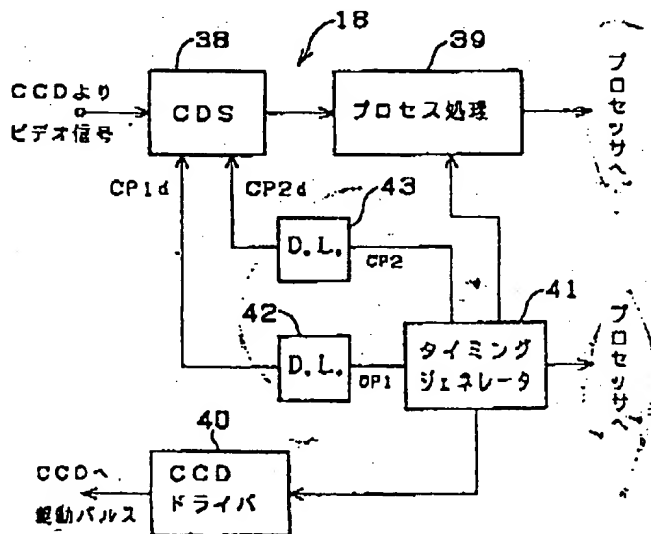 38
18
39
CCDより
ビデオ信号
CDS
プロセス処理
プロセッサへ
CP1d
CP2d
43
D.L.
CP2
42
D.L.
CP1
41
タイミング
ジェネレータ
プロセッサへ
40
CCDへ
駆動パルス
CCD
ドライバ